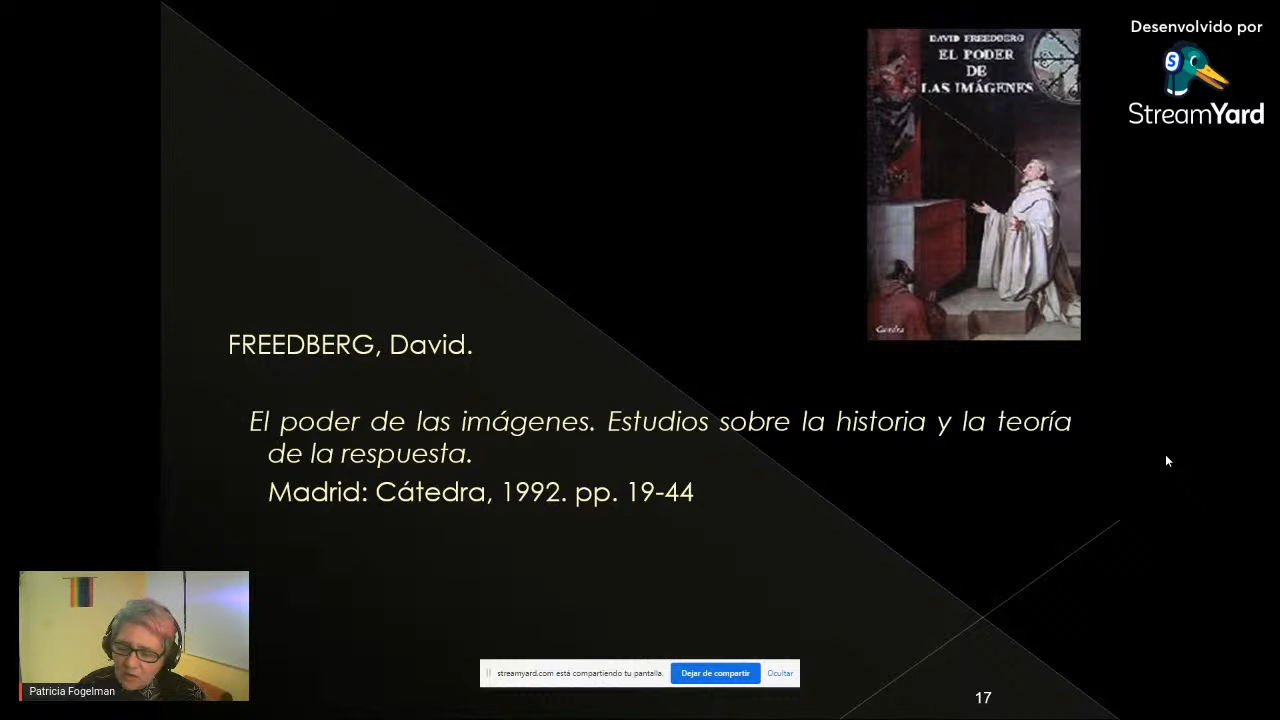 Desenvolvido por
StreamYard
DAVID FREEDBERG
EL PODER
DE
LAS IMÁGENES
Cátedra
FREEDBERG, David.
El poder de las imágenes. Estudios sobre la historia y la teoría
de la respuesta.
Madrid: Cátedra, 1992. pp. 19-44
Patricia Fogelman
streamyard.com está compartiendo tu pantalla.
Dejar de compartir
Ocultar
17